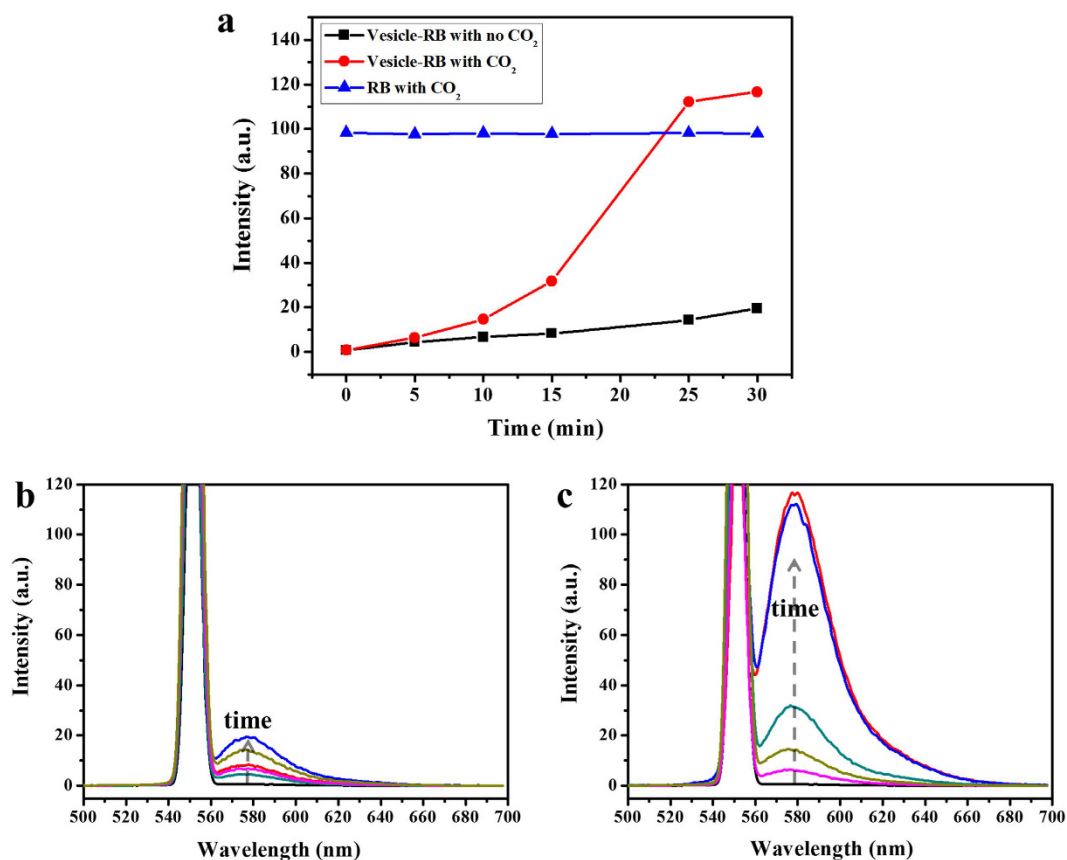 a
Vesicle-RB with no CO₂
Vesicle-RB with CO₂
RB with CO₂
140
120
100
80
60
40
20
0
Intensity (a.u.)
0 5 10 15 20 25 30
Time (min)
b
120
100
80
60
40
20
0
Intensity (a.u.)
time
500 520 540 560 580 600 620 640 660 680 700
Wavelength (nm)
c
120
100
80
60
40
20
0
Intensity (a.u.)
time
500 520 540 560 580 600 620 640 660 680 700
Wavelength (nm)